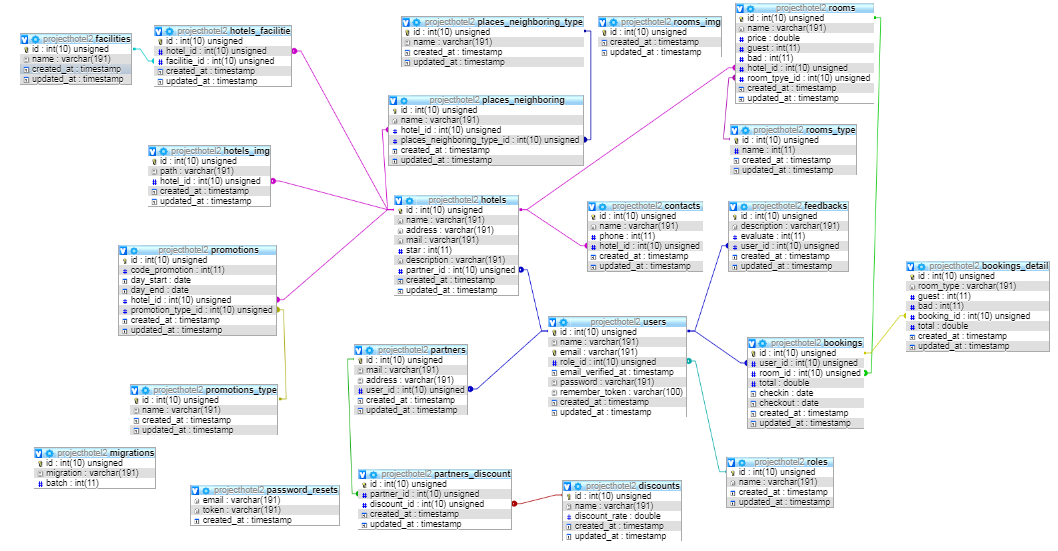 projecthotel2.facilities
id : int(10) unsigned
name : varchar(191)
created_at : timestamp
updated_at : timestamp
projecthotel2.hotels_facilitie
id : int(10) unsigned
# hotel_id : int(10) unsigned
# facilitie_id : int(10) unsigned
created_at : timestamp
updated_at : timestamp
projecthotel2.places_neighboring_type
id : int(10) unsigned
name : varchar(191)
created_at : timestamp
updated_at : timestamp
projecthotel2.rooms_img
id : int(10) unsigned
created_at : timestamp
updated_at : timestamp
projecthotel2.rooms
id : int(10) unsigned
name : varchar(191)
# price : double
# guest : int(11)
# bad : int(11)
# hotel_id : int(10) unsigned
# room_tpye_id : int(10) unsigned
created_at : timestamp
updated_at : timestamp
projecthotel2.places_neighboring
id : int(10) unsigned
name : varchar(191)
# hotel_id : int(10) unsigned
# places_neighboring_type_id : int(10) unsigned
created_at : timestamp
updated_at : timestamp
projecthotel2.rooms_type
id : int(10) unsigned
# name : int(11)
created_at : timestamp
updated_at : timestamp
projecthotel2.hotels_img
id : int(10) unsigned
path : varchar(191)
# hotel_id : int(10) unsigned
created_at : timestamp
updated_at : timestamp
projecthotel2.hotels
id : int(10) unsigned
name : varchar(191)
address : varchar(191)
mail : varchar(191)
# star : int(11)
description : varchar(191)
# partner_id : int(10) unsigned
created_at : timestamp
updated_at : timestamp
projecthotel2.contacts
id : int(10) unsigned
name : varchar(191)
# phone : int(11)
# hotel_id : int(10) unsigned
created_at : timestamp
updated_at : timestamp
projecthotel2.feedbacks
id : int(10) unsigned
description : varchar(191)
# evaluate : int(11)
# user_id : int(10) unsigned
created_at : timestamp
updated_at : timestamp
projecthotel2.promotions
id : int(10) unsigned
# code_promotion : int(11)
day_start : date
day_end : date
# hotel_id : int(10) unsigned
# promotion_type_id : int(10) unsigned
created_at : timestamp
updated_at : timestamp
projecthotel2.bookings_detail
id : int(10) unsigned
room_type : varchar(191)
# guest : int(11)
# bad : int(11)
# booking_id : int(10) unsigned
# total : double
created_at : timestamp
updated_at : timestamp
projecthotel2.users
id : int(10) unsigned
name : varchar(191)
email : varchar(191)
# role_id : int(10) unsigned
email_verified_at : timestamp
password : varchar(191)
remember_token : varchar(100)
created_at : timestamp
updated_at : timestamp
projecthotel2.bookings
id : int(10) unsigned
# user_id : int(10) unsigned
# room_id : int(10) unsigned
# total : double
checkin : date
checkout : date
created_at : timestamp
updated_at : timestamp
projecthotel2.partners
id : int(10) unsigned
mail : varchar(191)
address : varchar(191)
# user_id : int(10) unsigned
created_at : timestamp
updated_at : timestamp
projecthotel2.promotions_type
id : int(10) unsigned
name : varchar(191)
created_at : timestamp
updated_at : timestamp
projecthotel2.migrations
id : int(10) unsigned
migration : varchar(191)
# batch : int(11)
projecthotel2.password_resets
email : varchar(191)
token : varchar(191)
created_at : timestamp
projecthotel2.partners_discount
id : int(10) unsigned
# partner_id : int(10) unsigned
# discount_id : int(10) unsigned
created_at : timestamp
updated_at : timestamp
projecthotel2.discounts
id : int(10) unsigned
name : varchar(191)
# discount_rate : double
created_at : timestamp
updated_at : timestamp
projecthotel2.roles
id : int(10) unsigned
name : varchar(191)
created_at : timestamp
updated_at : timestamp